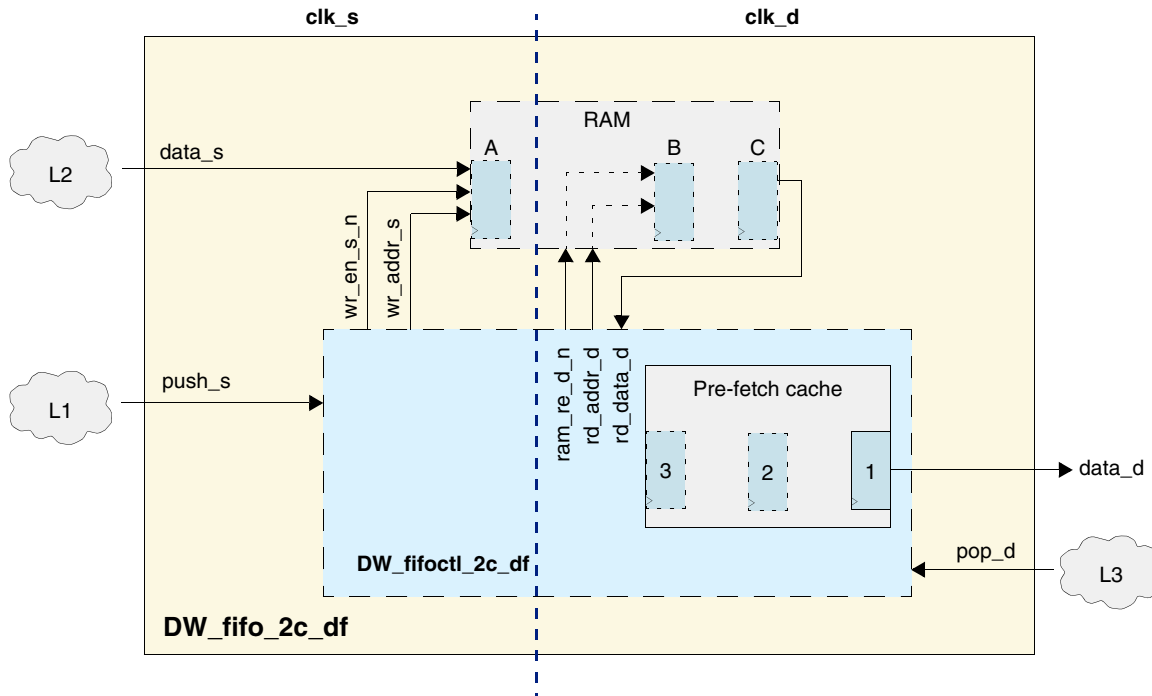 clk_s
clk_d
RAM
A
B
C
data_s
L2
wr_en_s_n
wr_addr_s
push_s
L1
ram_re_d_n
rd_addr_d
rd_data_d
Pre-fetch cache
3
2
1
data_d
DW_fifoctl_2c_df
pop_d
L3
DW_fifo_2c_df